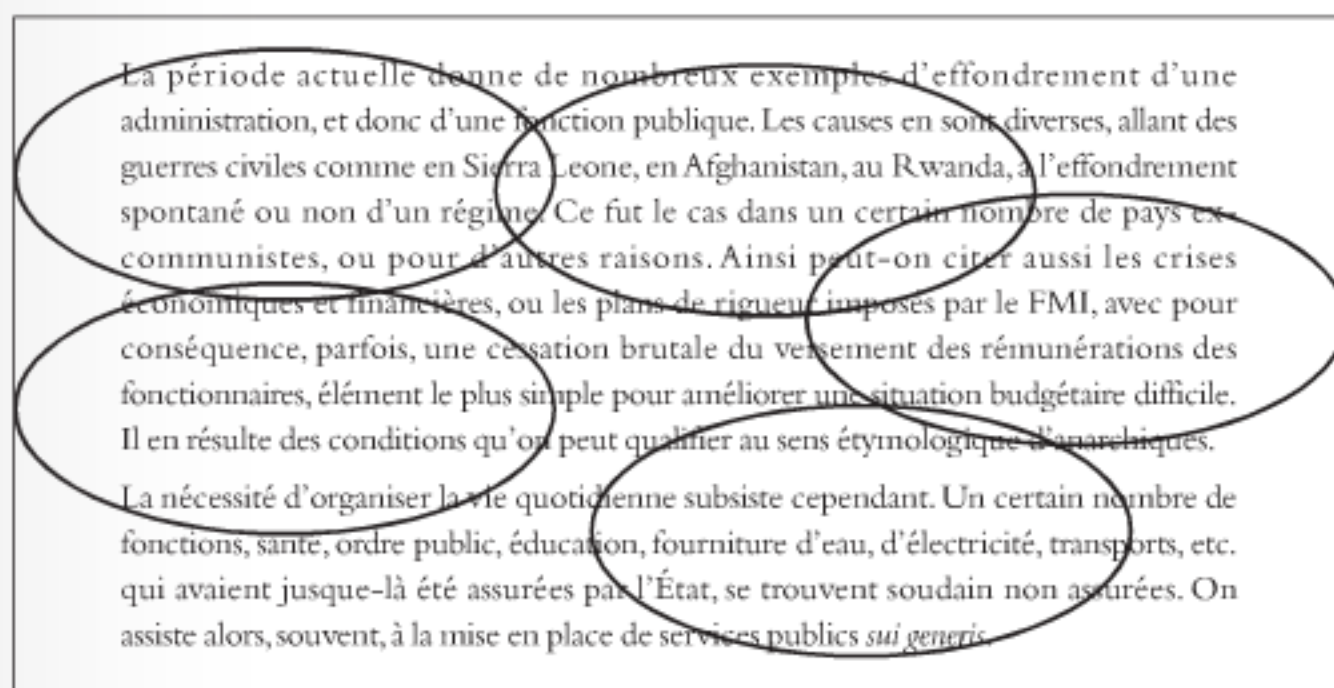 La période actuelle donne de nombreux exemples d'effondrement d'une
administration, et donc d'une fonction publique. Les causes en sont diverses, allant des
guerres civiles comme en Sierra Leone, en Afghanistan, au Rwanda, à l'effondrement
spontané ou non d'un régime. Ce fut le cas dans un certain nombre de pays ex-
communistes, ou pour d'autres raisons. Ainsi peut-on citer aussi les crises
économiques et financières, ou les plans de rigueur imposés par le FMI, avec pour
conséquence, parfois, une cessation brutale du versement des rémunérations des
fonctionnaires, élément le plus simple pour améliorer une situation budgétaire difficile.
Il en résulte des conditions qu'on peut qualifier au sens étymologique d'anarchiques.
La nécessité d'organiser la vie quotidienne subsiste cependant. Un certain nombre de
fonctions, santé, ordre public, éducation, fourniture d'eau, d'électricité, transports, etc.
qui avaient jusque-là été assurées par l'État, se trouvent soudain non assurées. On
assiste alors, souvent, à la mise en place de services publics sui generis.